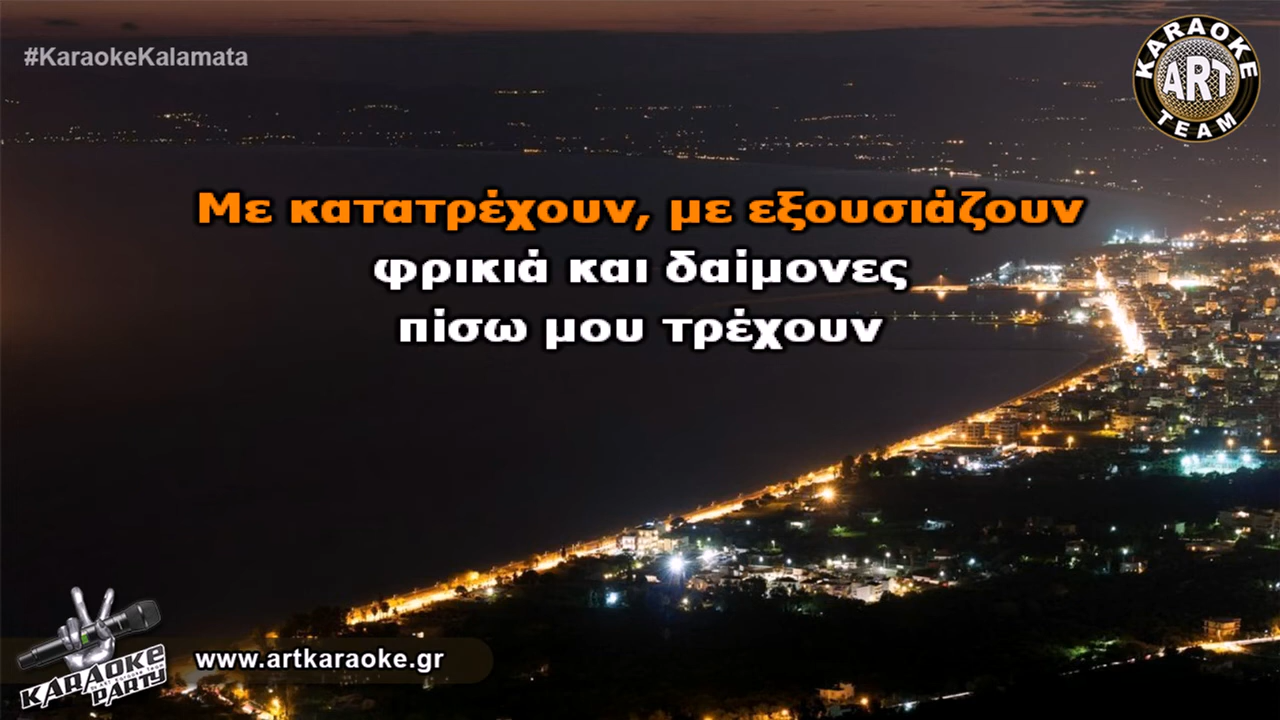 #KaraokeKalamata
KARAOKE
ART
TEAM
Με κατατρέχουν, με εξουσιάζουν
φρικιά και δαίμονες
πίσω μου τρέχουν
KARAOKE
PARTY
www.artkaraoke.gr